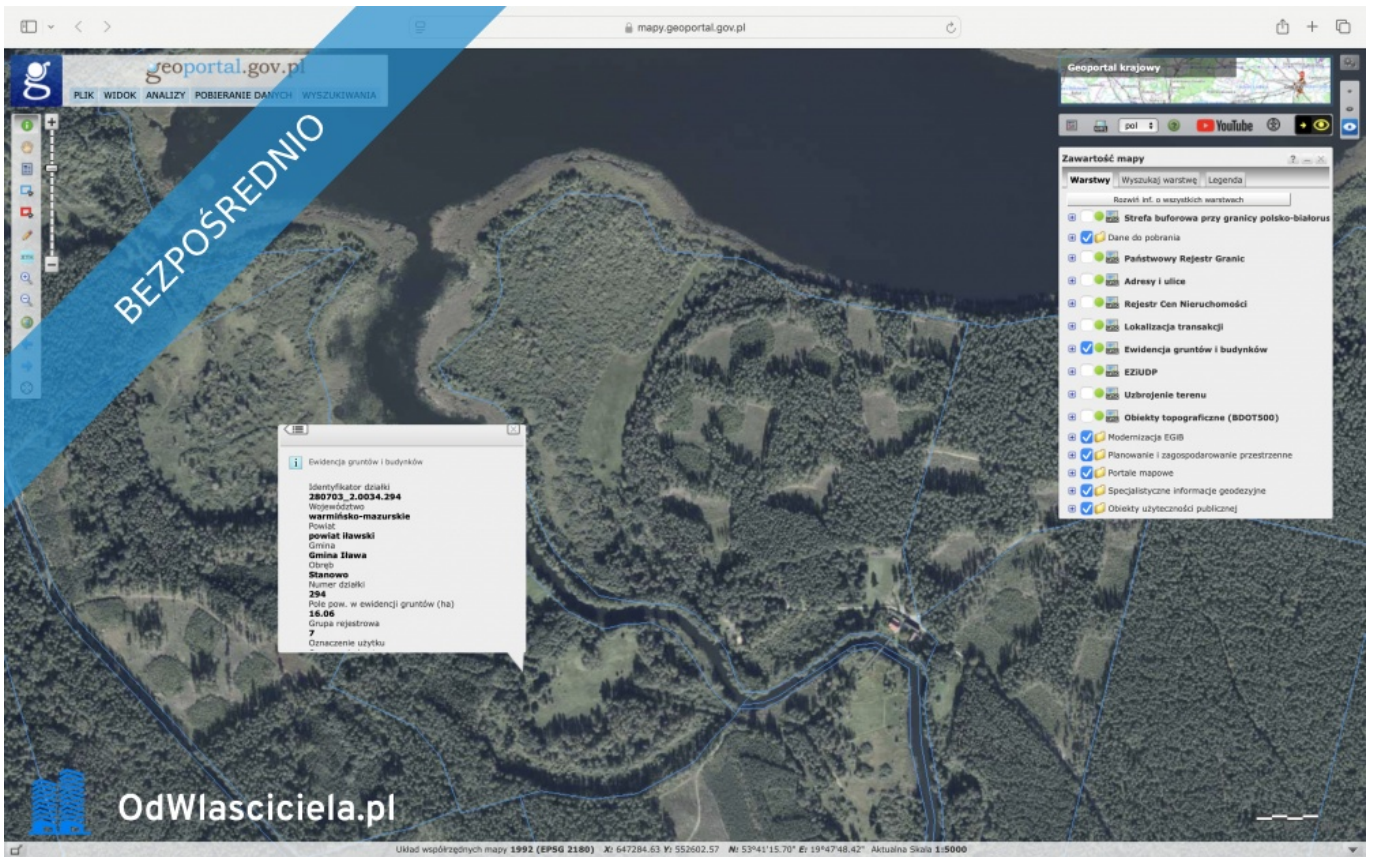 mapy.geoportal.gov.pl
geoportal.gov.pl
PLIK WIDOK ANALIZY POBIERANIE DANYCH WYSZUKIWANIA
BEZPOŚREDNIO
Geoportal krajowy
pol
YouTube
Zawartość mapy
Warstwy Wyszukaj warstwę Legenda
Rozwiń inf. o wszystkich warstwach
Strefa buforowa przy granicy polsko-białorus
Dane do pobrania
Państwowy Rejestr Granic
Adresy i ulice
Rejestr Cen Nieruchomości
Lokalizacja transakcji
Ewidencja gruntów i budynków
EZiUDP
Uzbrojenie terenu
Obiekty topograficzne (BDOT500)
Modernizacja EGiB
Planowanie i zagospodarowanie przestrzenne
Portale mapowe
Specjalistyczne informacje geodezyjne
Obiekty użyteczności publicznej
Ewidencja gruntów i budynków
Identyfikator działki
280703_2.0034.294
Województwo
warmińsko-mazurskie
Powiat
powiat iławski
Gmina
Gmina Iława
Obręb
Stanowo
Numer działki
294
Pole pow. w ewidencji gruntów (ha)
16.06
Grupa rejestrowa
7
Oznaczenie użytku
OdWlasciciela.pl
Układ współrzędnych mapy 1992 (EPSG 2180) X: 647284.63 Y: 552602.57 N: 53°41'15.70" E: 19°47'48.42" Aktualna Skala 1:5000